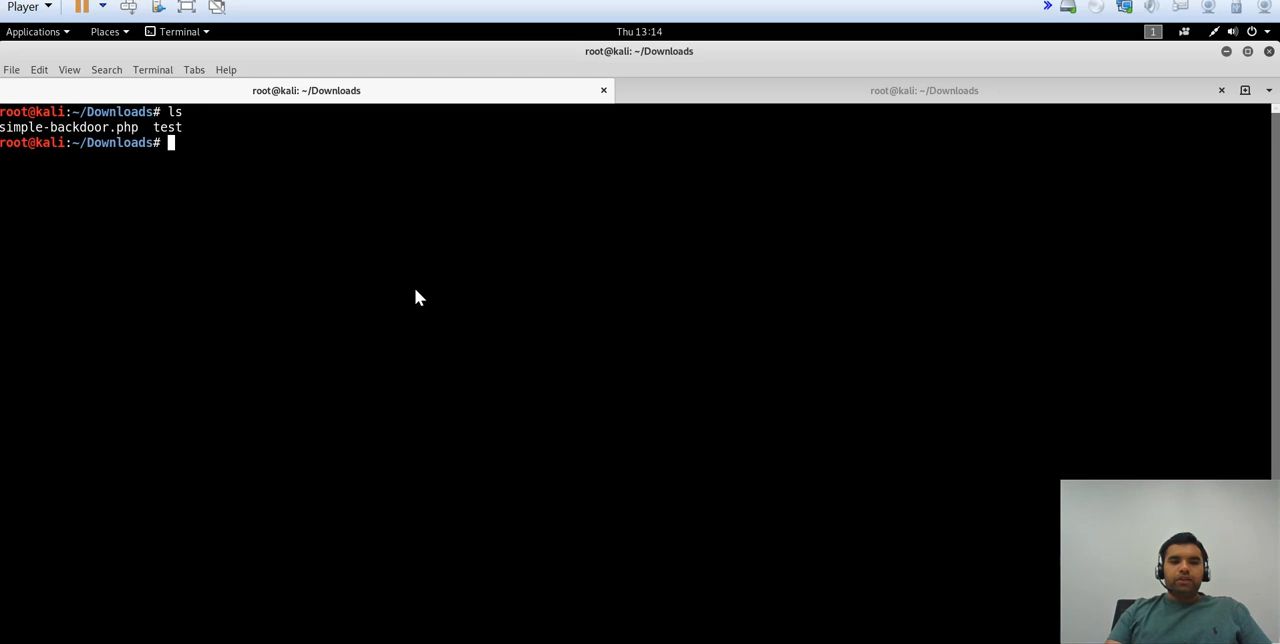 Player
Applications Places Terminal Thu 13:14 1
root@kali: ~/Downloads
File Edit View Search Terminal Tabs Help
root@kali: ~/Downloads root@kali: ~/Downloads
root@kali:~/Downloads# ls
simple-backdoor.php test
root@kali:~/Downloads#